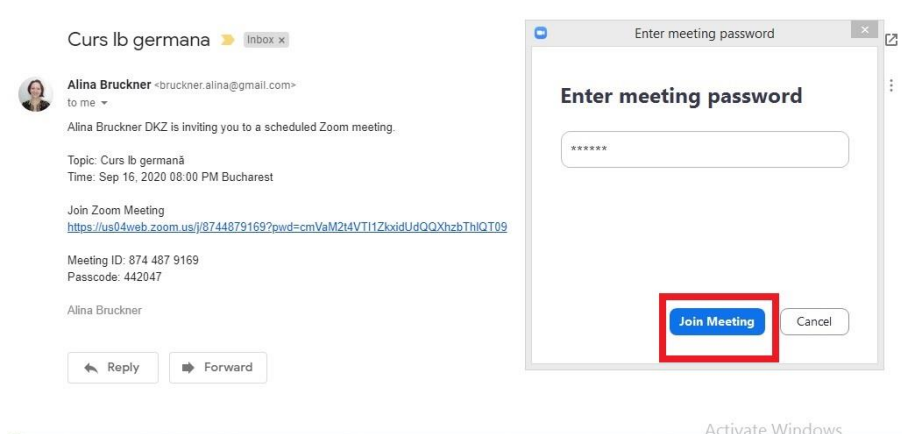 Curs lb germana
Inbox x
Alina Bruckner <bruckner.alina@gmail.com>
to me
Alina Bruckner DKZ is inviting you to a scheduled Zoom meeting.
Topic: Curs lb germană
Time: Sep 16, 2020 08:00 PM Bucharest
Join Zoom Meeting
https://us04web.zoom.us/j/8744879169?pwd=cmVaM2t4VTI1ZkxidUdQQXhzbThlQT09
Meeting ID: 874 487 9169
Passcode: 442047
Alina Bruckner
Reply
Forward
Enter meeting password
Enter meeting password
******
Join Meeting
Cancel
Activate Windows